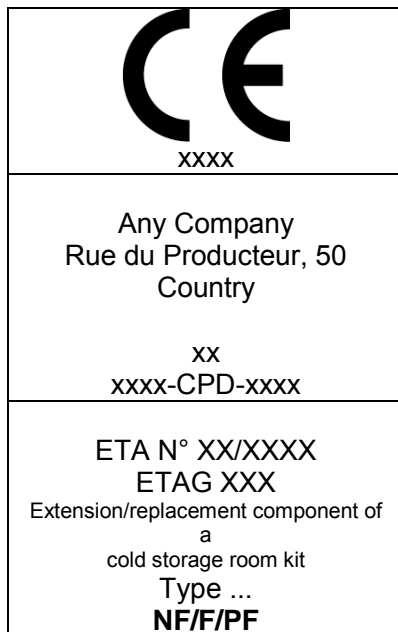 CE
xxxx
Any Company
Rue du Producteur, 50
Country
xx
xxxx-CPD-xxxx
ETA N° XX/XXXX
ETAG XXX
Extension/replacement component of
a
cold storage room kit
Type ...
NF/F/PF